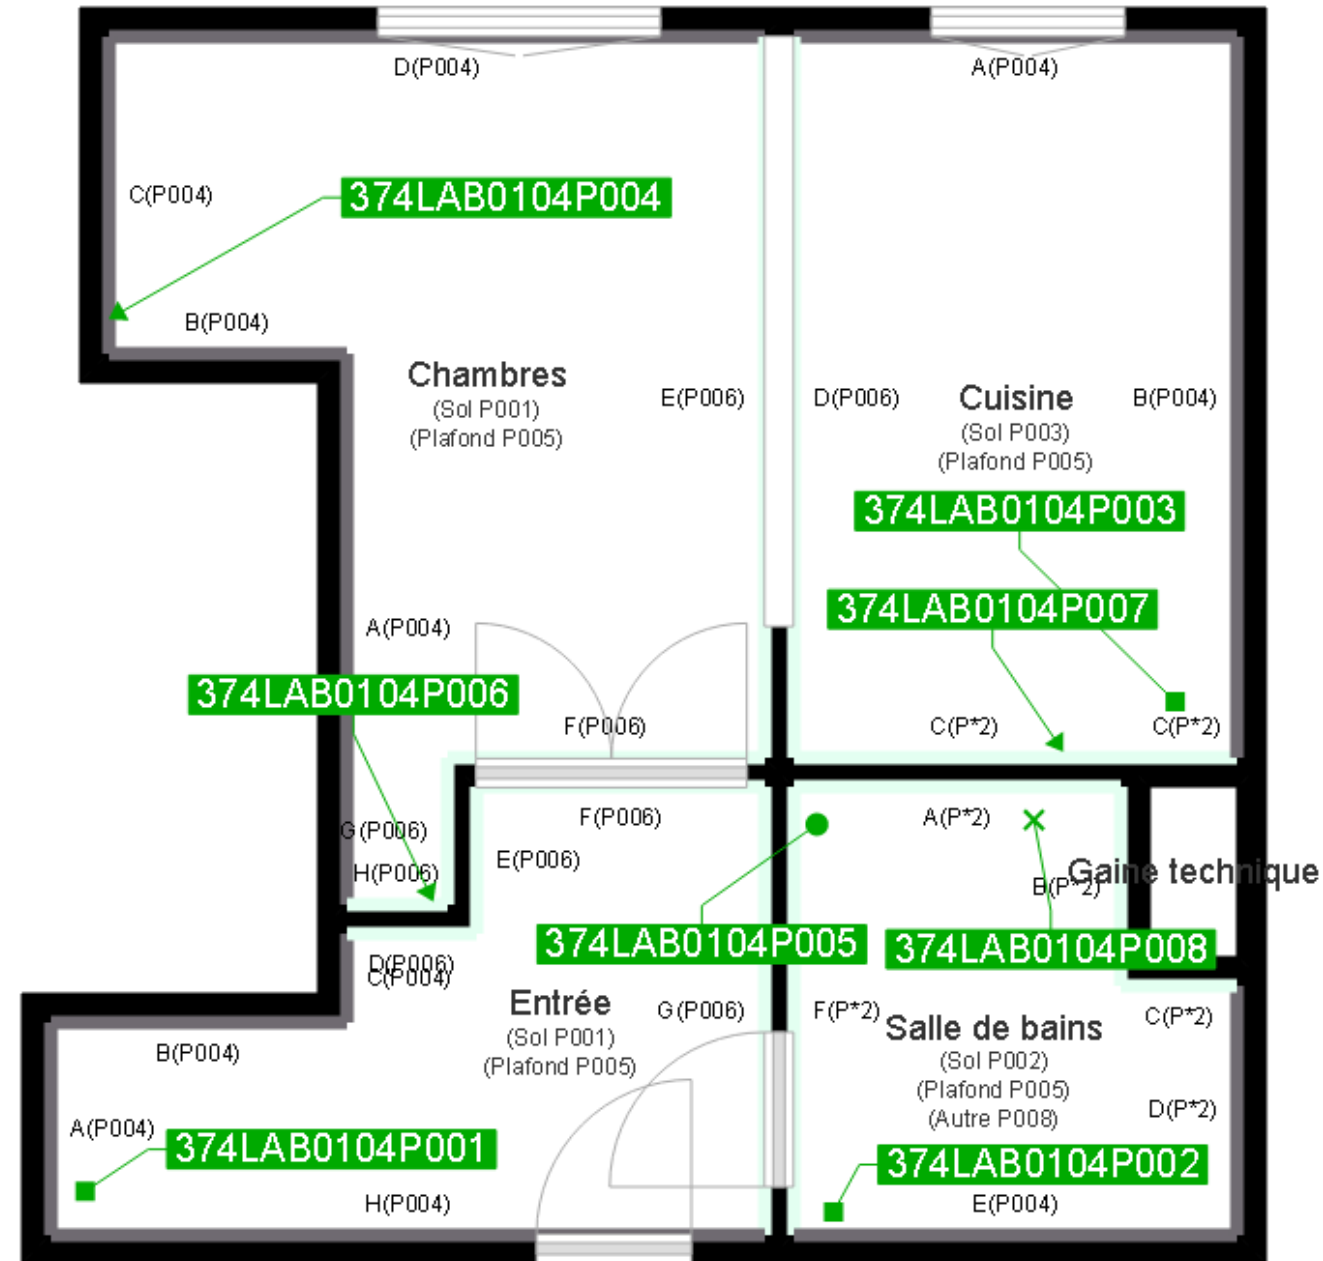 D(P004)
A(P004)
C(P004)
374LAB0104P004
B(P004)
Chambres
(Sol P001)
(Plafond P005)
E(P006)
D(P006)
Cuisine
(Sol P003)
(Plafond P005)
B(P004)
374LAB0104P003
374LAB0104P007
A(P004)
374LAB0104P006
F(P006)
C(P*2)
C(P*2)
F(P006)
A(P*2)
G(P006)
H(P006)
E(P006)
B(P*2)
Gaine technique
374LAB0104P005
374LAB0104P008
D(P006)
C(P004)
Entrée
(Sol P001)
(Plafond P005)
G(P006)
F(P*2)
Salle de bains
(Sol P002)
(Plafond P005)
(Autre P008)
C(P*2)
B(P004)
D(P*2)
A(P004)
374LAB0104P001
374LAB0104P002
H(P004)
E(P004)